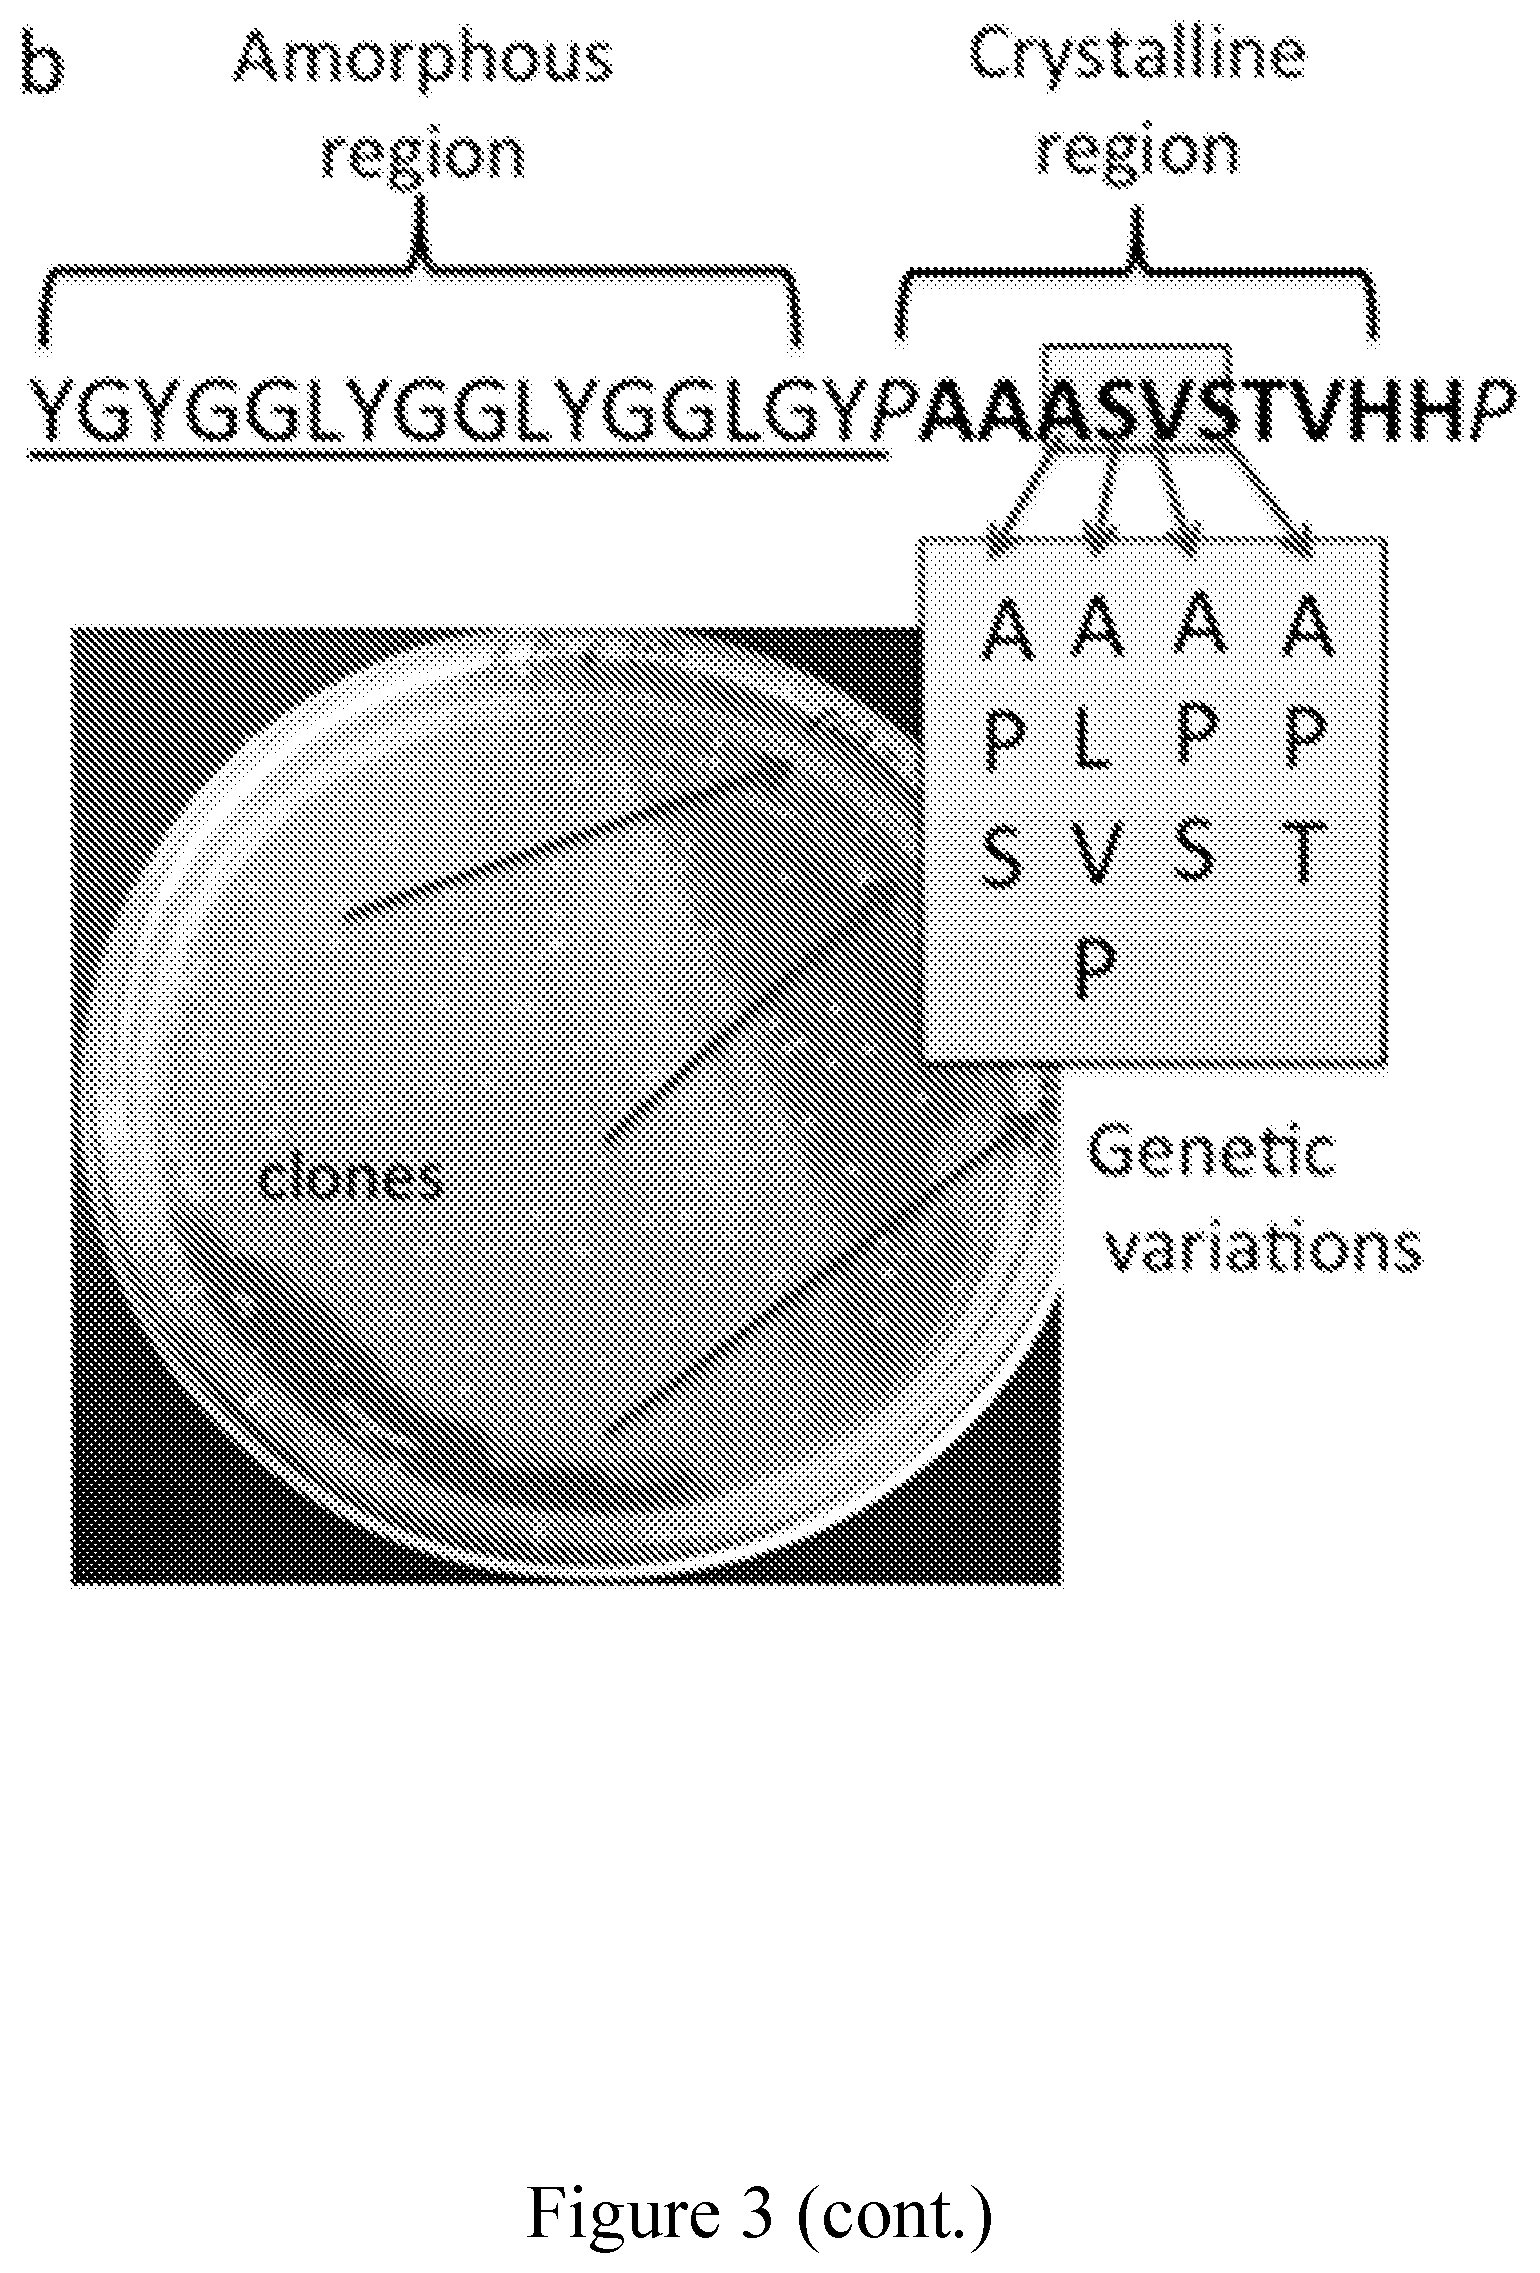 b
Amorphous
region
Crystalline
region
YGYGGLYGGLYGGLGYPAAASVSTVHHP
A A A A
P L P P
S V S T
P
clones
Genetic
variations
Figure 3 (cont.)